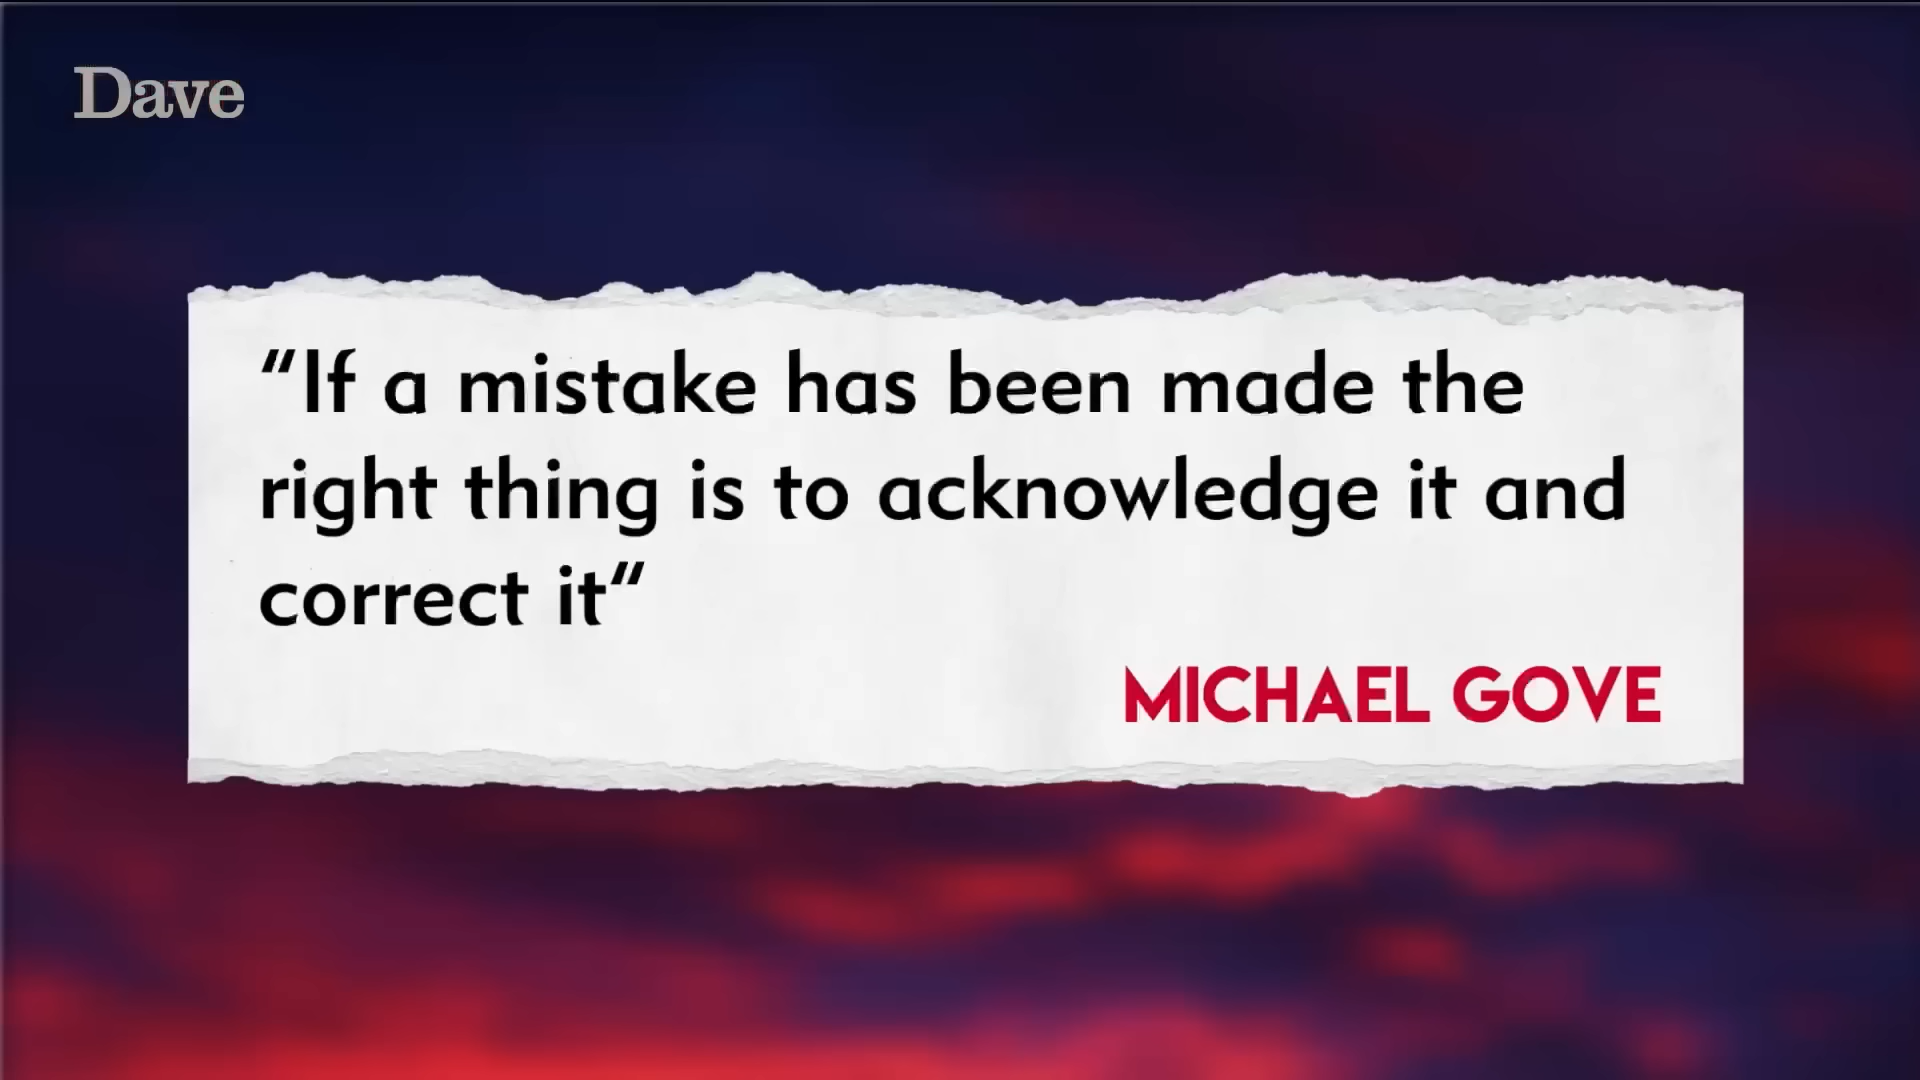 Dave
“If a mistake has been made the
right thing is to acknowledge it and
correct it“
MICHAEL GOVE